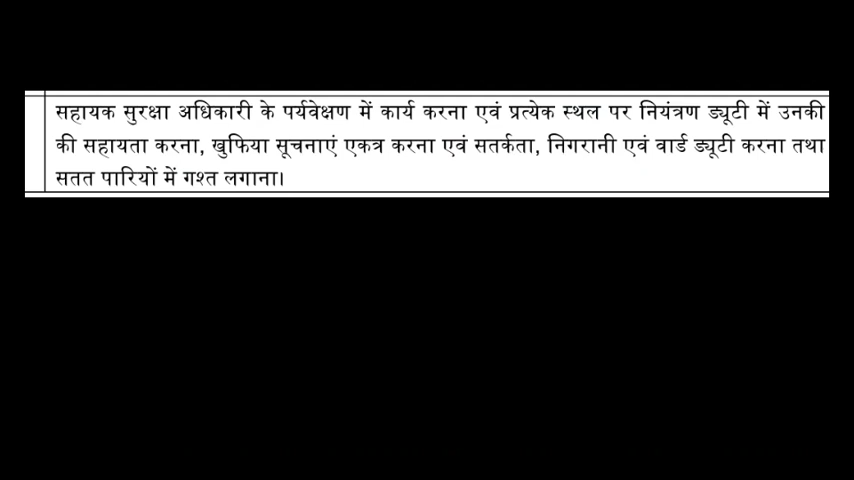 सहायक सुरक्षा अधिकारी के पर्यवेक्षण में कार्य करना एवं प्रत्येक स्थल पर नियंत्रण ड्यूटी में उनकी
की सहायता करना, खुफिया सूचनाएं एकत्र करना एवं सतर्कता, निगरानी एवं वार्ड ड्यूटी करना तथा
सतत पारियों में गश्त लगाना।